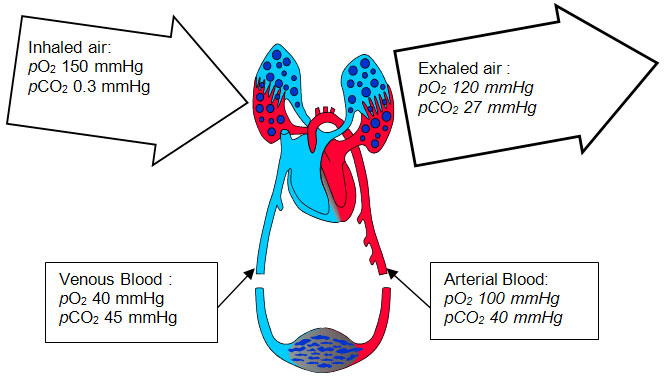 Inhaled air:
pO2 150 mmHg
pCO2 0.3 mmHg
Exhaled air :
pO2 120 mmHg
pCO2 27 mmHg
Venous Blood :
pO2 40 mmHg
pCO2 45 mmHg
Arterial Blood:
pO2 100 mmHg
pCO2 40 mmHg